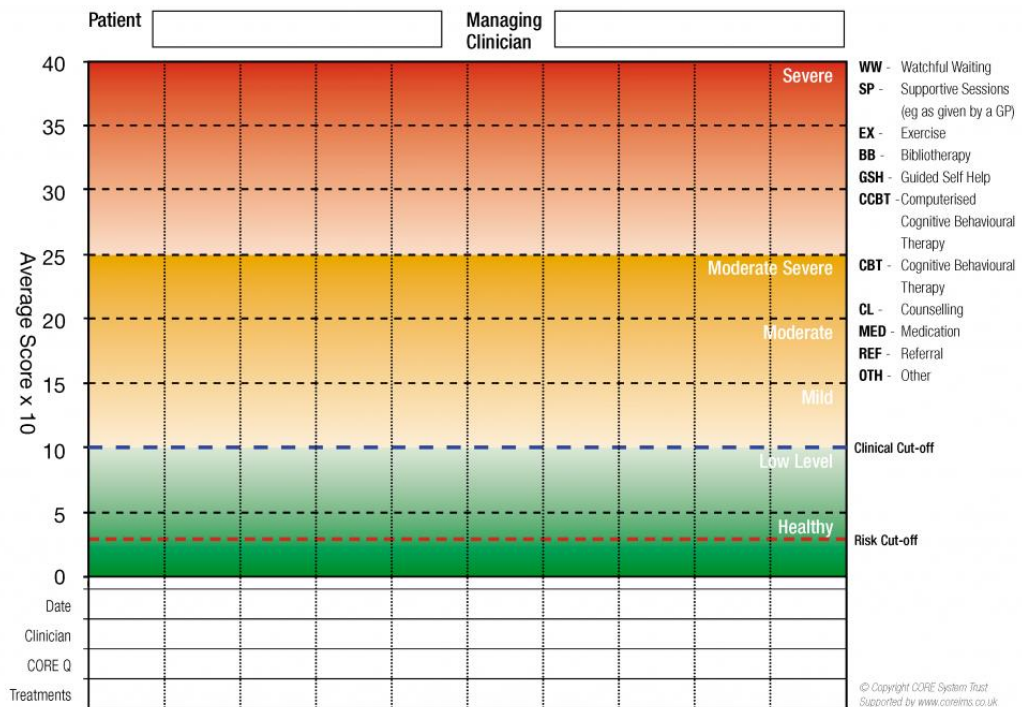 Patient
Managing
Clinician
40
35
30
25
20
15
10
5
0
Average Score x 10
Severe
Moderate Severe
Moderate
Mild
Low Level
Healthy
WW - Watchful Waiting
SP - Supportive Sessions
(eg as given by a GP)
EX - Exercise
BB - Bibliotherapy
GSH - Guided Self Help
CCBT - Computerised
Cognitive Behavioural
Therapy
CBT - Cognitive Behavioural
Therapy
CL - Counselling
MED - Medication
REF - Referral
OTH - Other
Clinical Cut-off
Risk Cut-off
Date
Clinician
CORE Q
Treatments
© Copyright CORE System Trust
Supported by www.coreims.co.uk